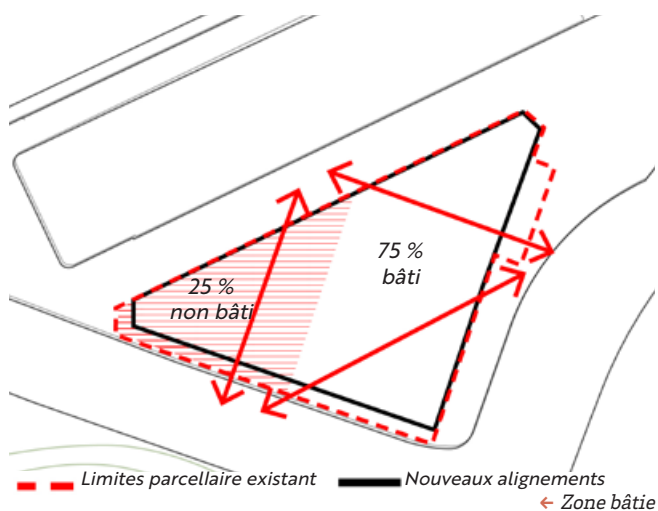 75 %
bâti
25 %
non bâti
Limites parcellaire existant
Nouveaux alignements
← Zone bâtie